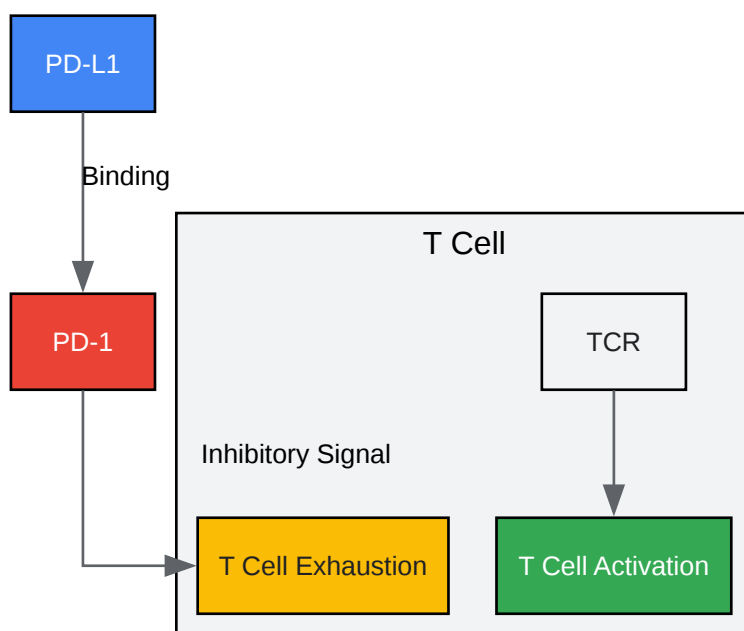 PD-L1
Binding
T Cell
PD-1
TCR
Inhibitory Signal
T Cell Exhaustion
T Cell Activation